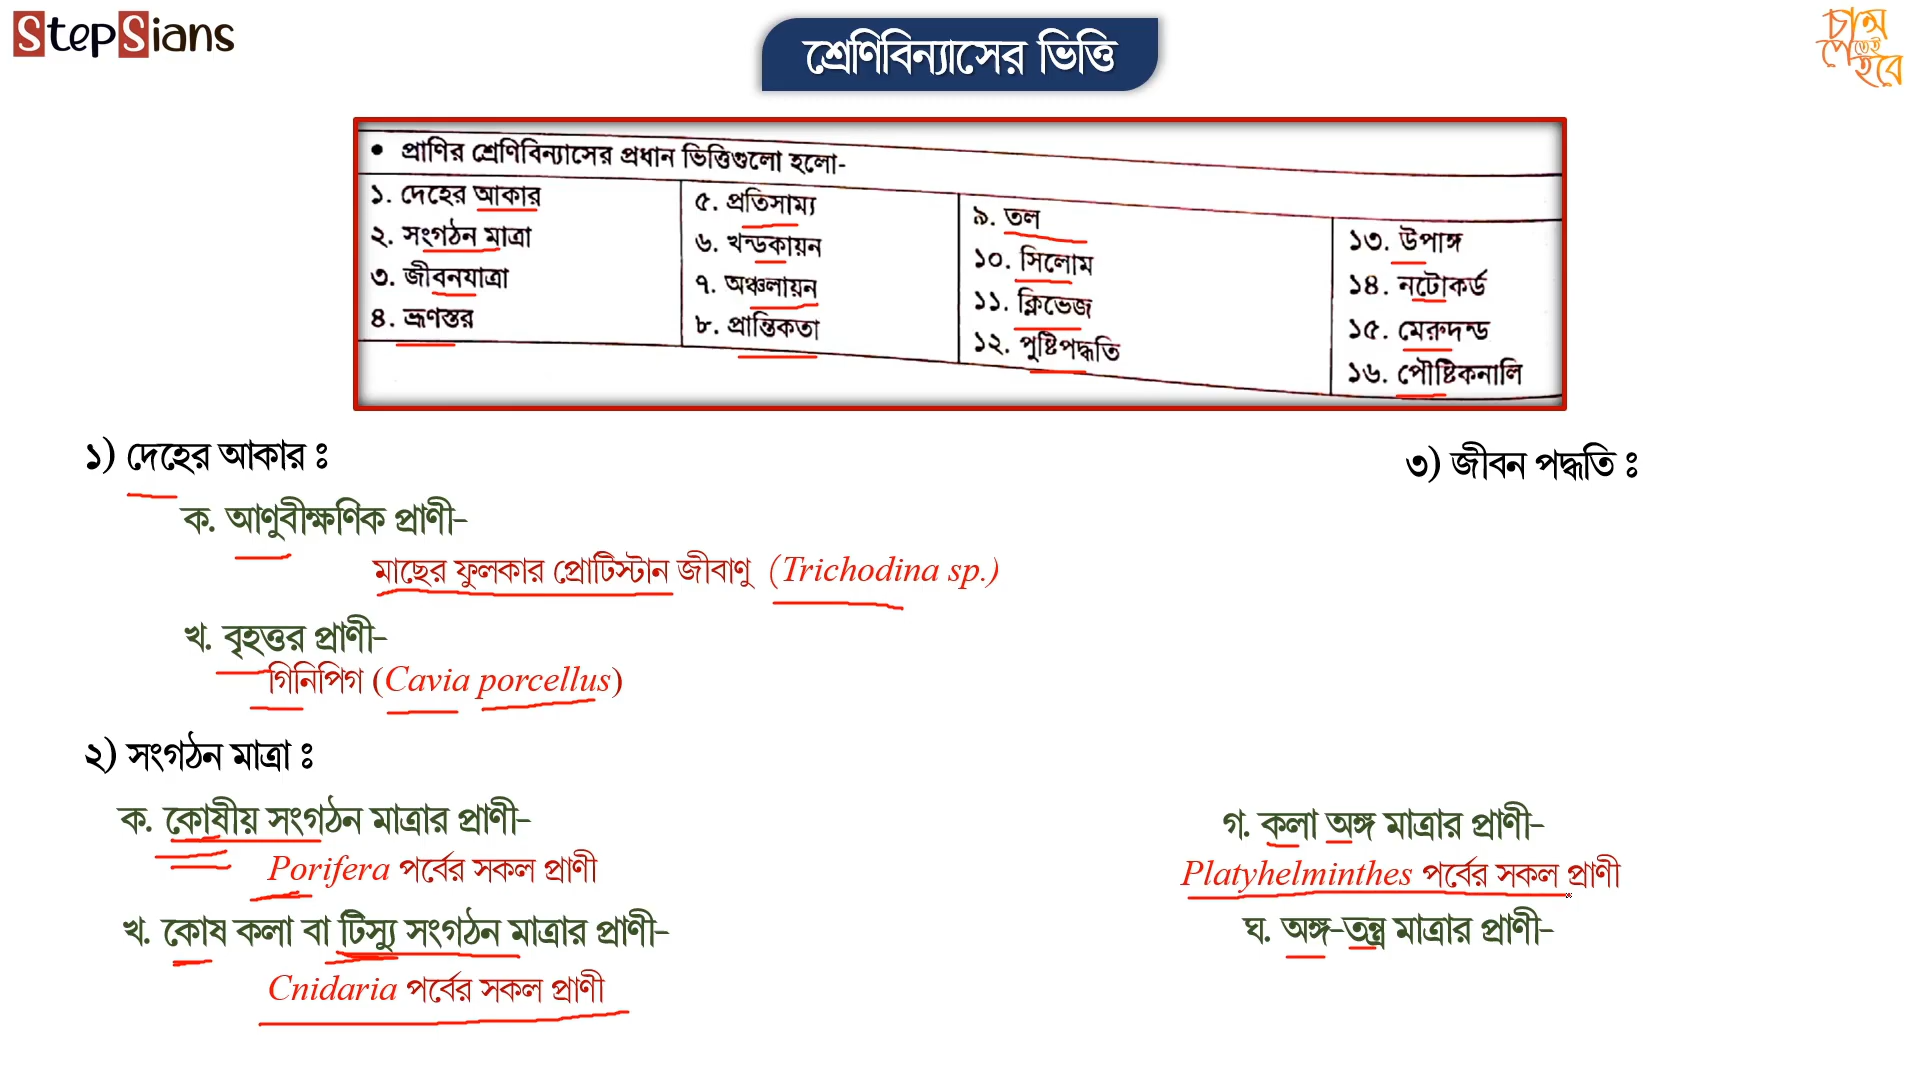 StepSians
শ্রেণিবিন্যাসের ভিত্তি
চান্স
পেতেই
হবে
• প্রাণির শ্রেণিবিন্যাসের প্রধান ভিত্তিগুলো হলো-
১. দেহের আকার
২. সংগঠন মাত্রা
৩. জীবনযাত্রা
৪. ভ্রূণস্তর
৫. প্রতিসাম্য
৬. খন্ডকায়ন
৭. অঞ্চলায়ন
৮. প্রান্তিকতা
৯. তল
১০. সিলোম
১১. ক্লিভেজ
১২. পুষ্টিপদ্ধতি
১৩. উপাঙ্গ
১৪. নটোকর্ড
১৫. মেরুদন্ড
১৬. পৌষ্টিকনালি
১) দেহের আকার ঃ
ক. আণুবীক্ষণিক প্রাণী-
মাছের ফুলকার প্রোটিস্টান জীবাণু (Trichodina sp.)
খ. বৃহত্তর প্রাণী-
গিনিপিগ (Cavia porcellus)
২) সংগঠন মাত্রা ঃ
ক. কোষীয় সংগঠন মাত্রার প্রাণী-
Porifera পর্বের সকল প্রাণী
খ. কোষ কলা বা টিস্যু সংগঠন মাত্রার প্রাণী-
Cnidaria পর্বের সকল প্রাণী
৩) জীবন পদ্ধতি ঃ
গ. কলা অঙ্গ মাত্রার প্রাণী-
Platyhelminthes পর্বের সকল প্রাণী
ঘ. অঙ্গ-তন্ত্র মাত্রার প্রাণী-